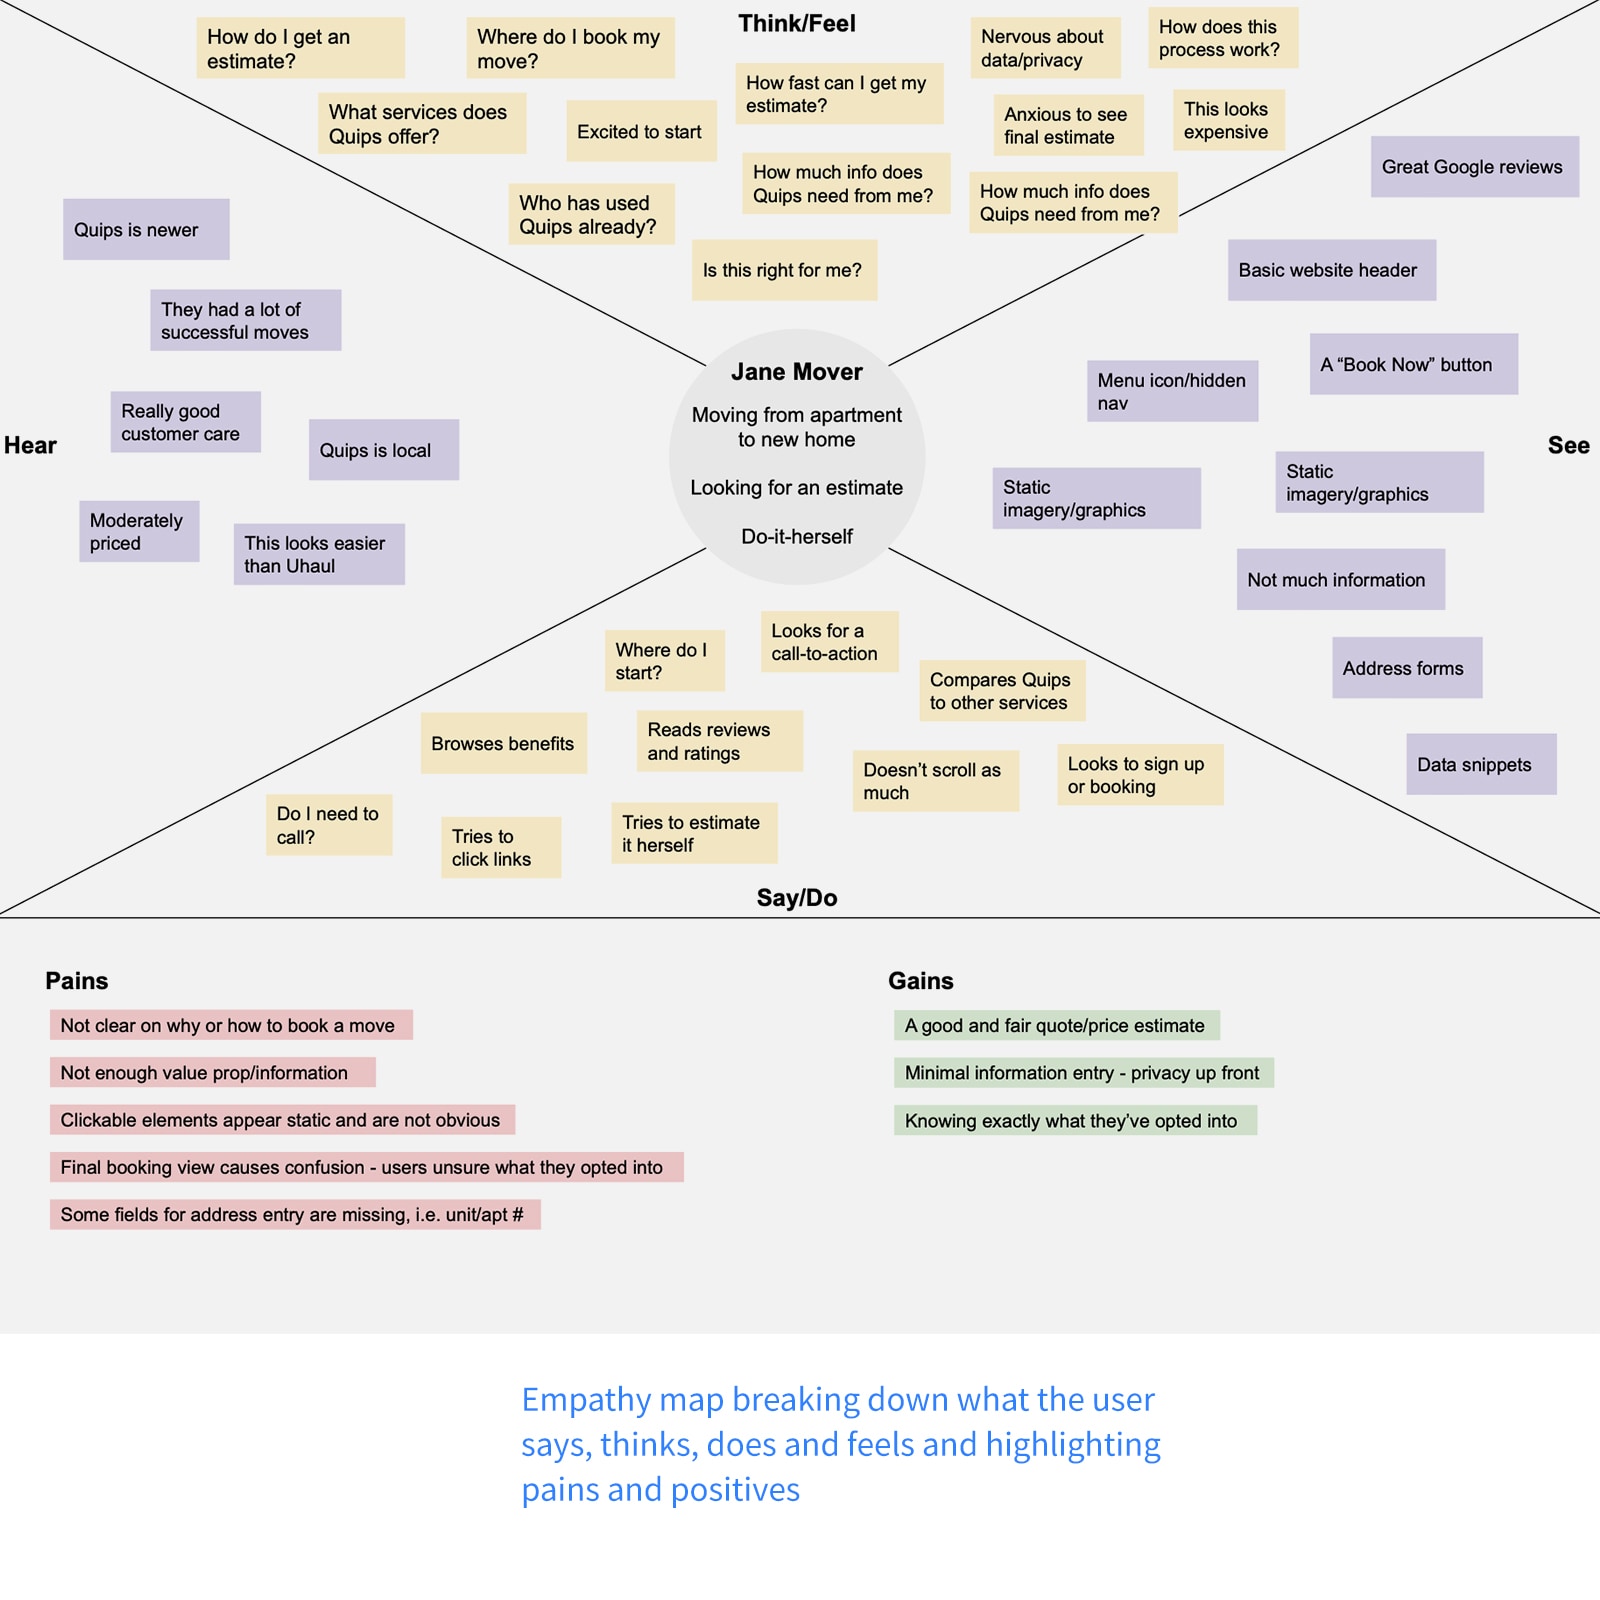 Think/Feel
How do I get an
estimate?
Where do I book my
move?
What services does
Quips offer?
Excited to start
Who has used
Quips already?
How fast can I get my
estimate?
How much info does
Quips need from me?
Is this right for me?
Nervous about
data/privacy
How does this
process work?
Anxious to see
final estimate
This looks
expensive
How much info does
Quips need from me?
Hear
Quips is newer
They had a lot of
successful moves
Really good
customer care
Quips is local
Moderately
priced
This looks easier
than Uhaul
Jane Mover
Moving from apartment
to new home
Looking for an estimate
Do-it-herself
See
Great Google reviews
Basic website header
A “Book Now” button
Menu icon/hidden
nav
Static
imagery/graphics
Static
imagery/graphics
Not much information
Address forms
Data snippets
Where do I
start?
Looks for a
call-to-action
Compares Quips
to other services
Browses benefits
Reads reviews
and ratings
Doesn’t scroll as
much
Looks to sign up
or booking
Do I need to
call?
Tries to
click links
Tries to estimate
it herself
Say/Do
Pains
Not clear on why or how to book a move
Not enough value prop/information
Clickable elements appear static and are not obvious
Final booking view causes confusion - users unsure what they opted into
Some fields for address entry are missing, i.e. unit/apt #
Gains
A good and fair quote/price estimate
Minimal information entry - privacy up front
Knowing exactly what they’ve opted into
Empathy map breaking down what the user
says, thinks, does and feels and highlighting
pains and positives